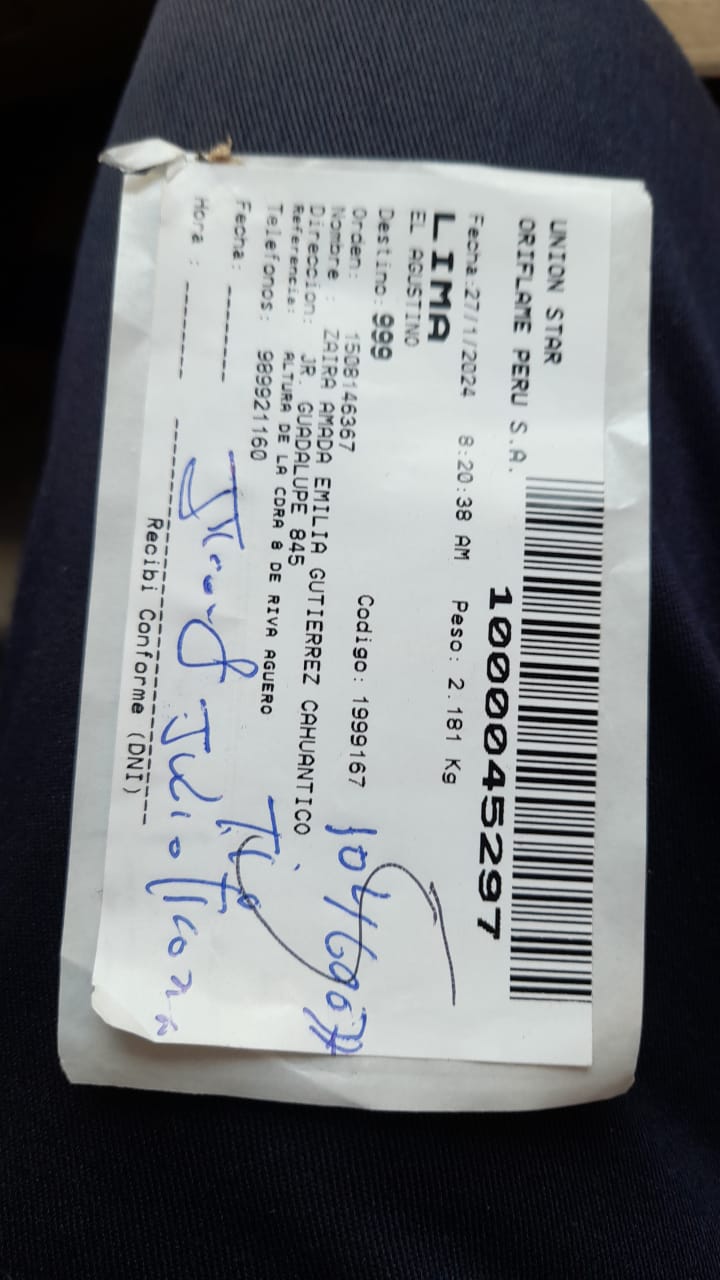 UNION STAR
ORIFLAME PERU S.A.
1000045297
Fecha:27/1/2024 8:20:38 AM Peso: 2.181 Kg
LIMA
EL AGUSTINO
Destino:999
Orden: 1508146367 Codigo: 1999167
Nombre : ZAIRA AMADA EMILIA GUTIERREZ CAHUANTICO
Direccion: JR. GUADALUPE 845
Referencia: ALTURA DE LA CDRA 8 DE RIVA AGUERO
Telefonos: 989921160
Tio
Fecha: --------
Hora : --------
Julio
Recibi Conforme (DNI)